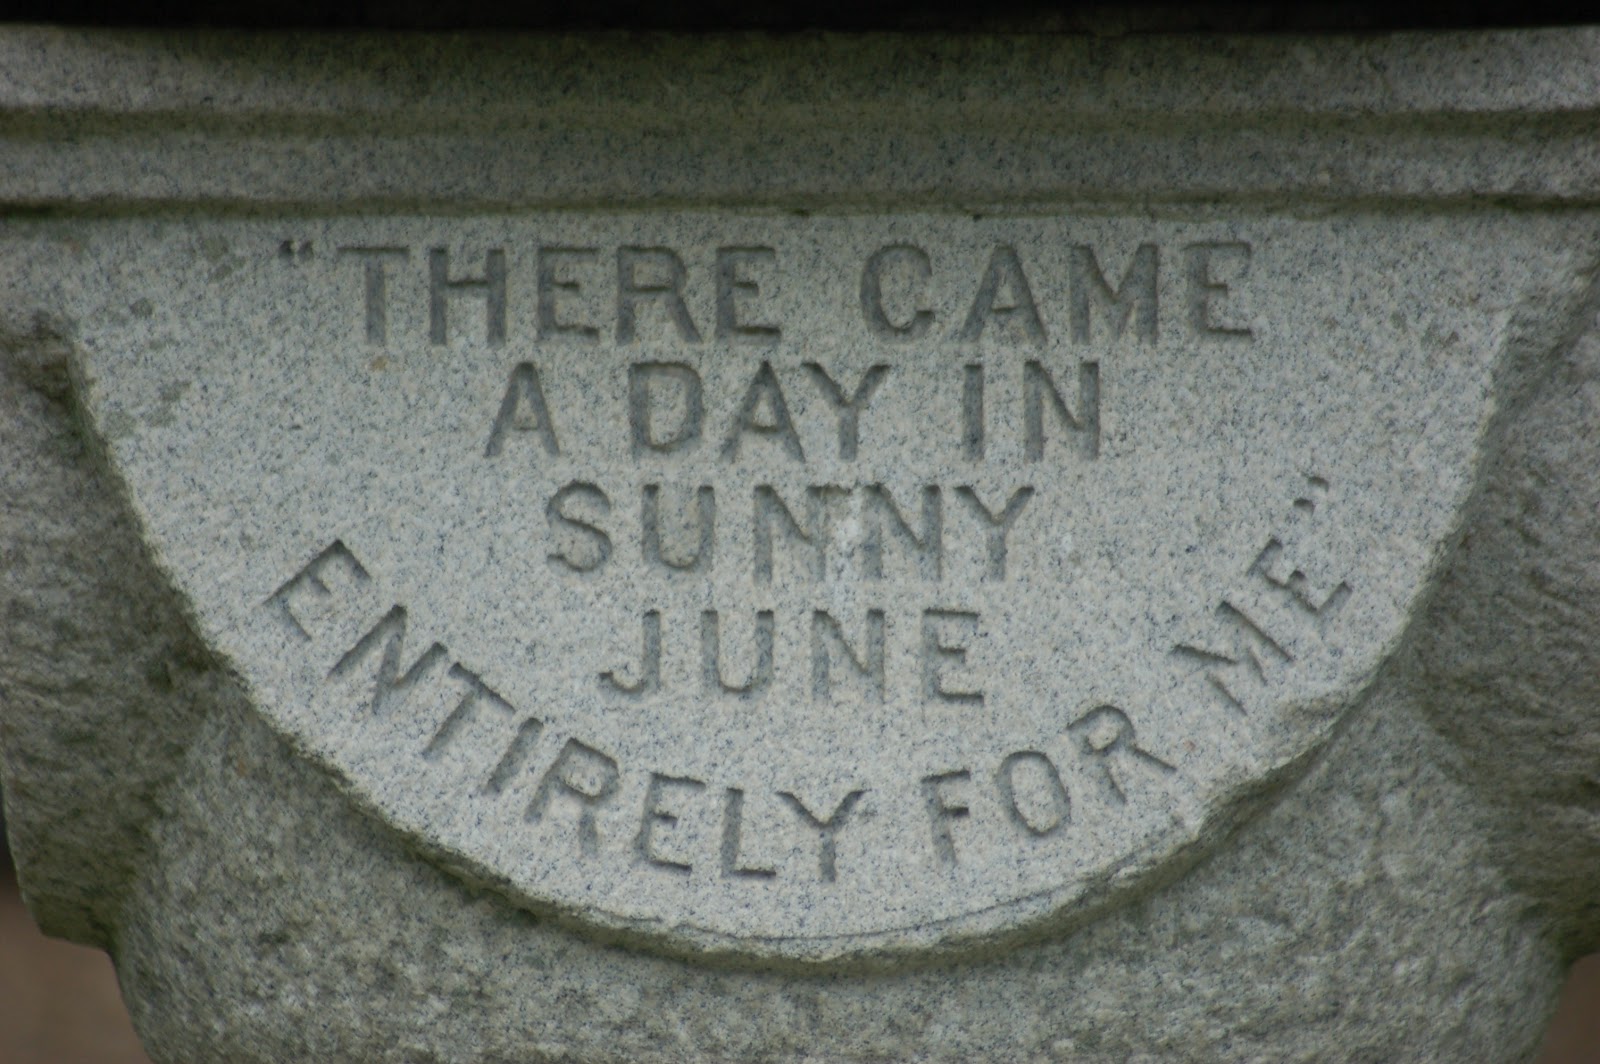 “THERE CAME
A DAY IN
SUNNY
JUNE
ENTIRELY FOR ME”